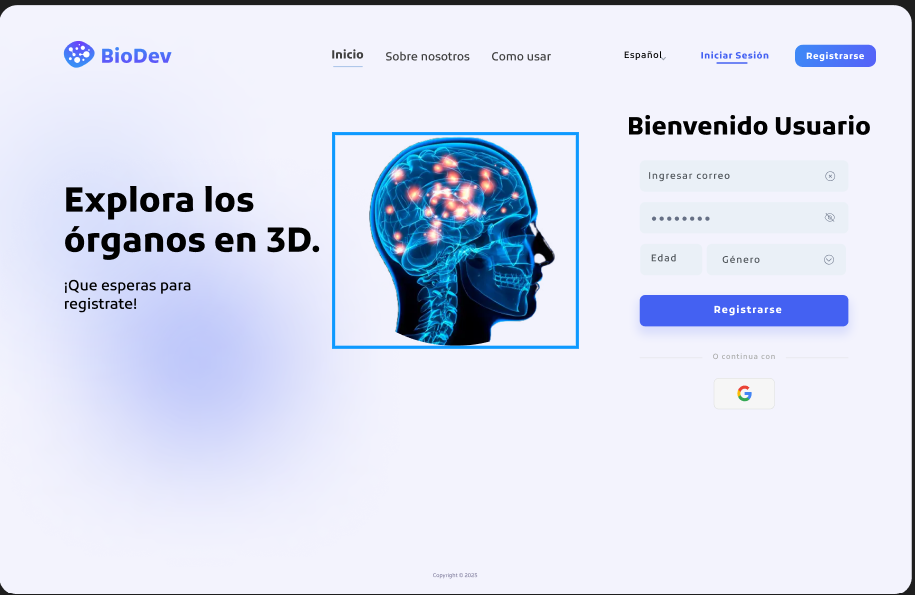 BioDev
Inicio
Sobre nosotros
Como usar
Español
Iniciar Sesión
Registrarse
Bienvenido Usuario
Explora los
órganos en 3D.
¡Que esperas para
registrate!
Ingresar correo
Edad
Género
Registrarse
O continua con
Copyright © 2025